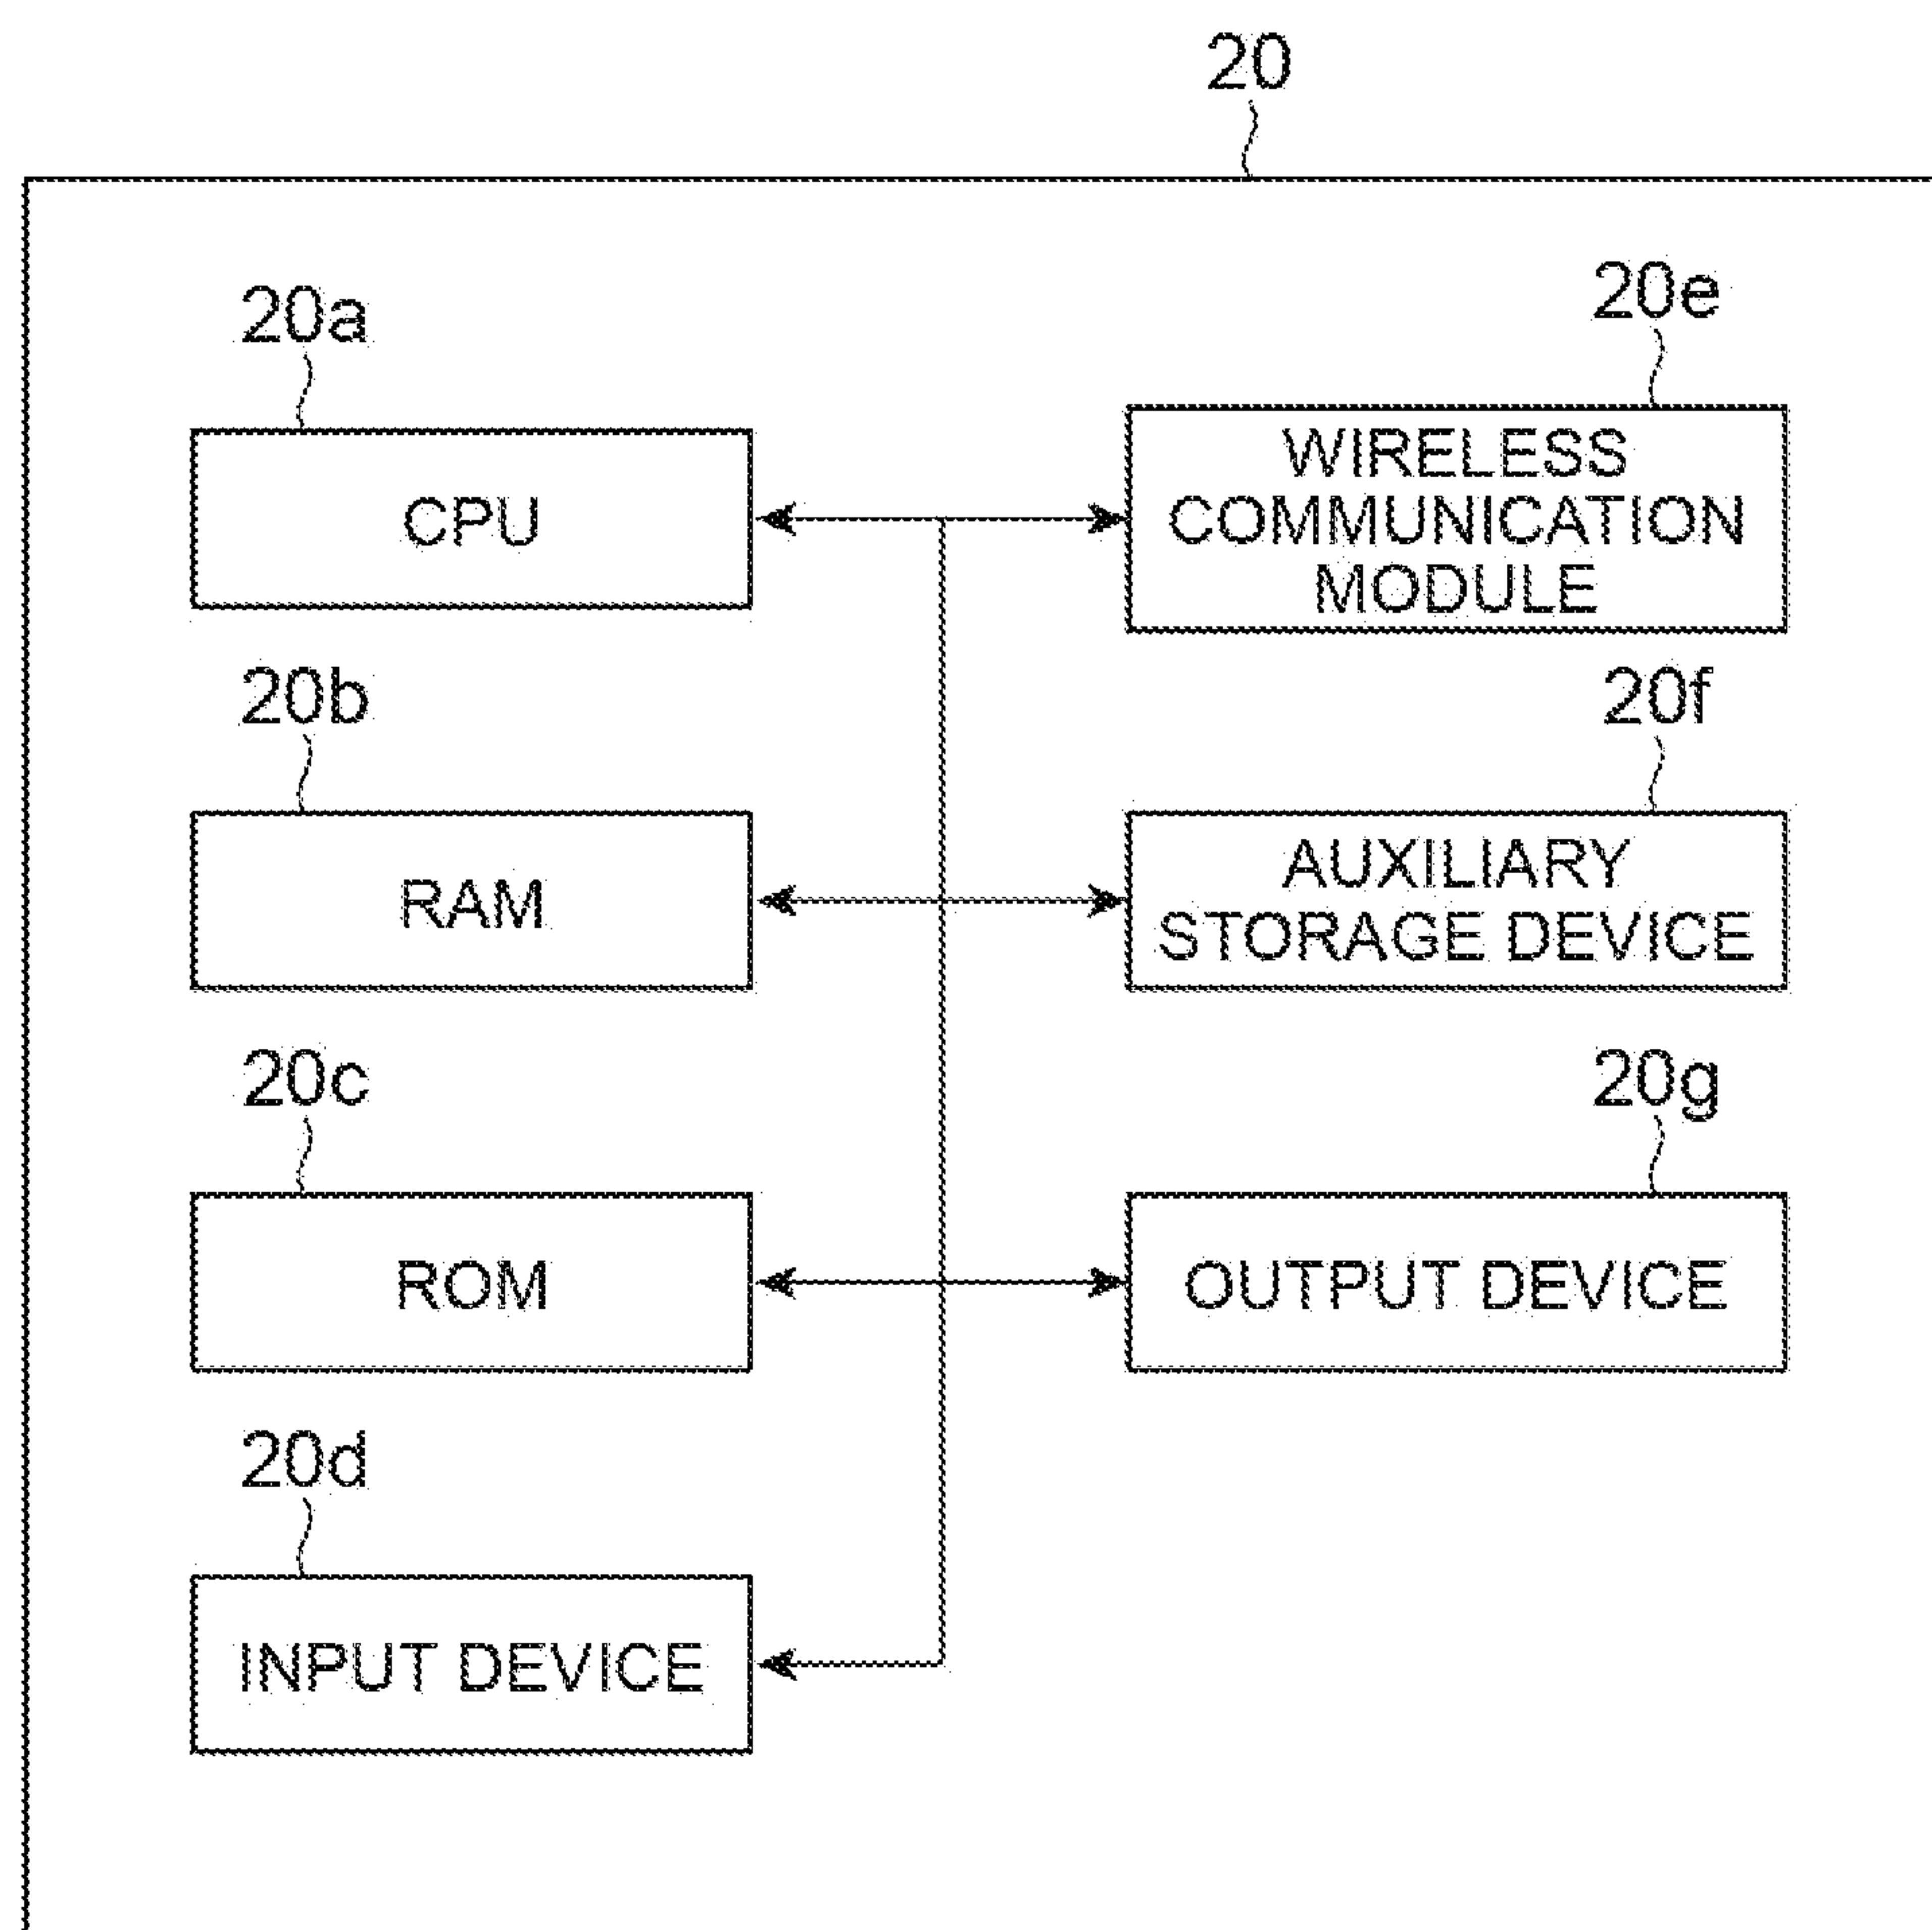 20
20a
CPU
20b
RAM
20c
ROM
20d
INPUT DEVICE
20e
WIRELESS
COMMUNICATION
MODULE
20f
AUXILIARY
STORAGE DEVICE
20g
OUTPUT DEVICE